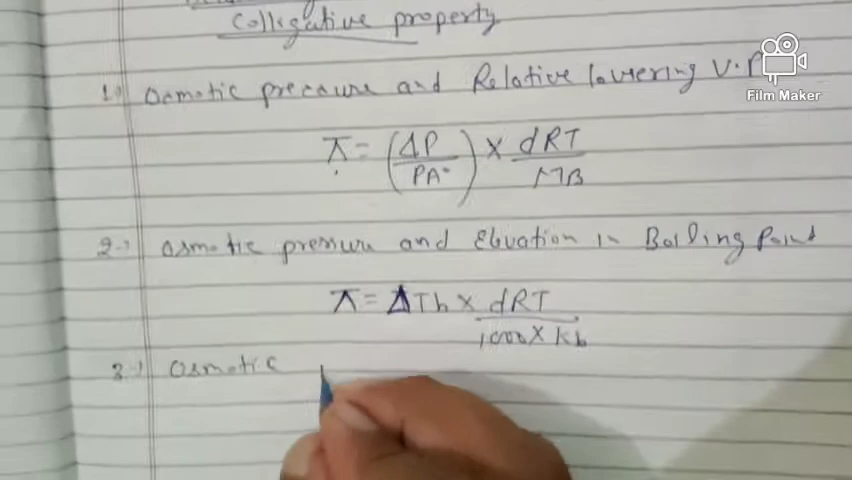 Colligative property
1. Osmotic precaure and Relative lowering V.P
Film Maker
π = (ΔP / PA°) × dRT / MB
2. Osmotic pressure and Elevation in Boiling Point
π = ΔTb × dRT / 1000 × Kb
3. Osmotic